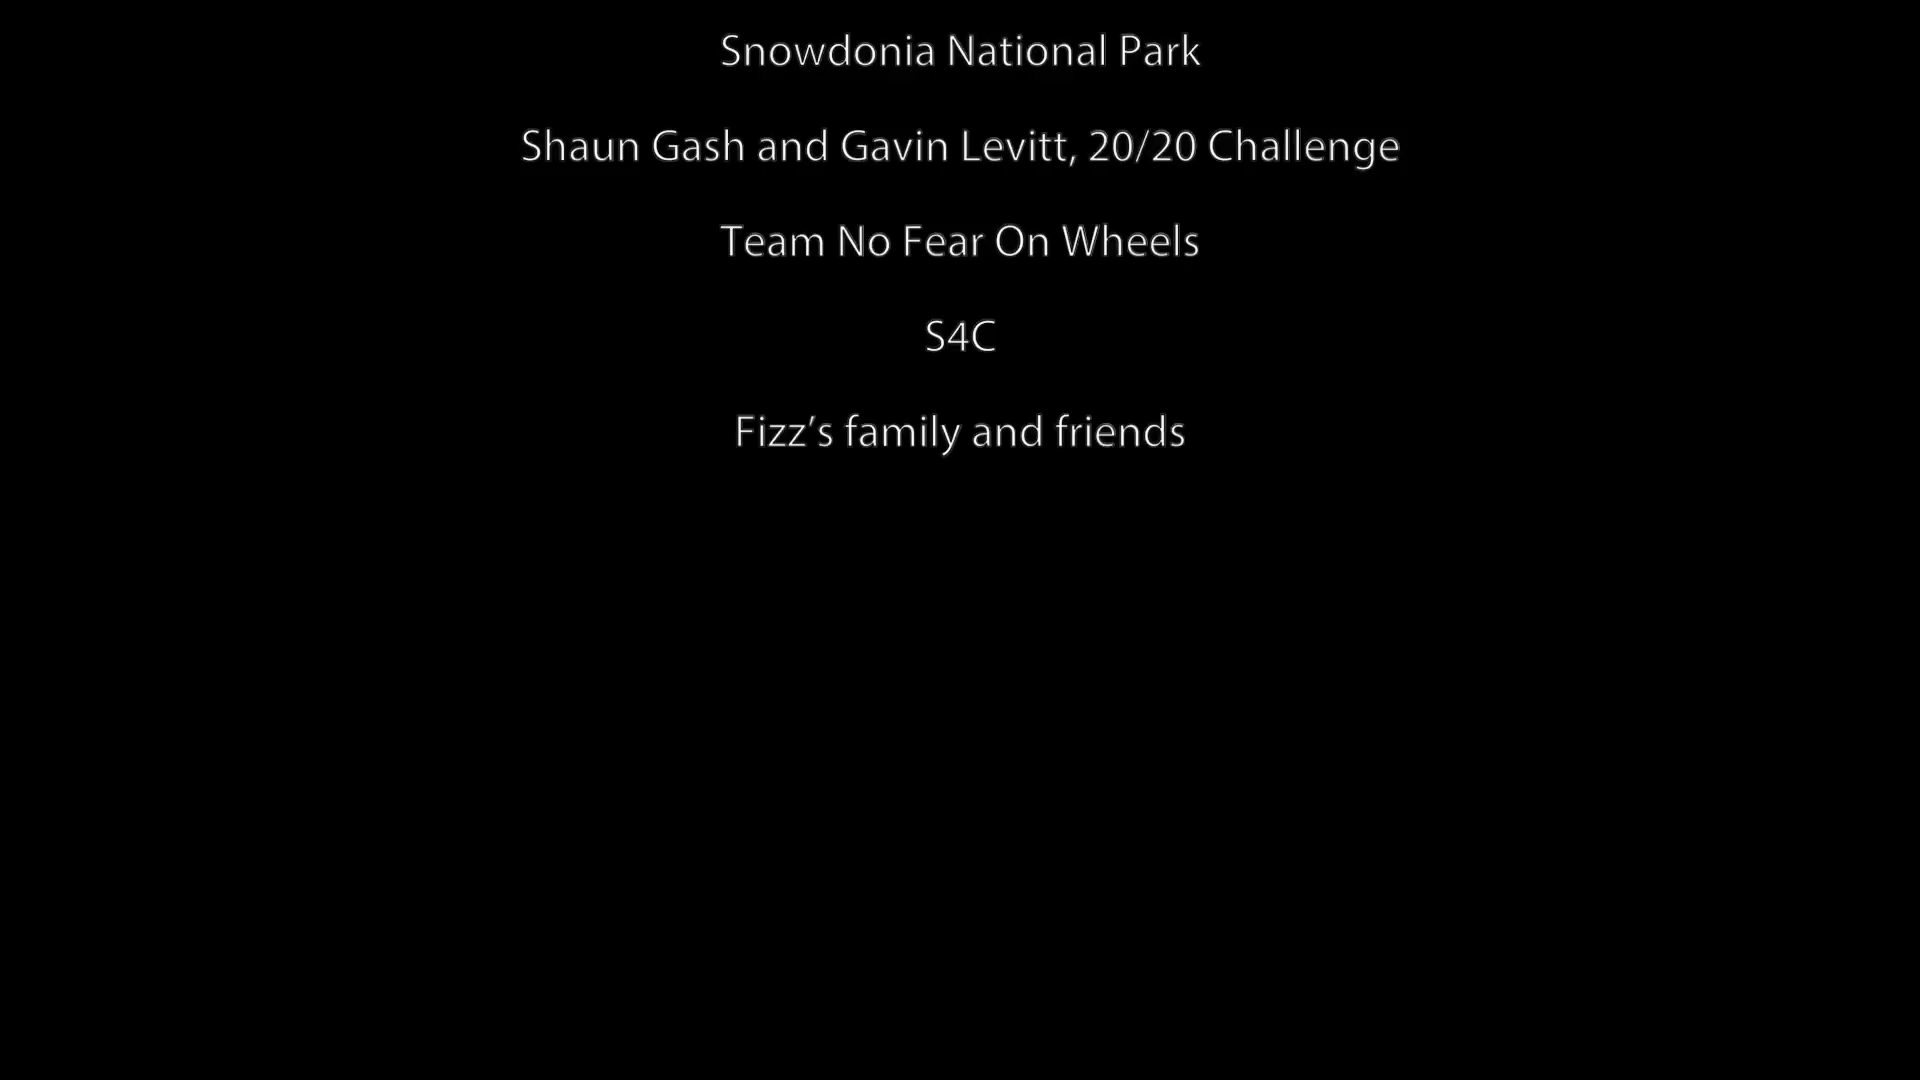 Snowdonia National Park
Shaun Gash and Gavin Levitt, 20/20 Challenge
Team No Fear On Wheels
S4C
Fizz’s family and friends